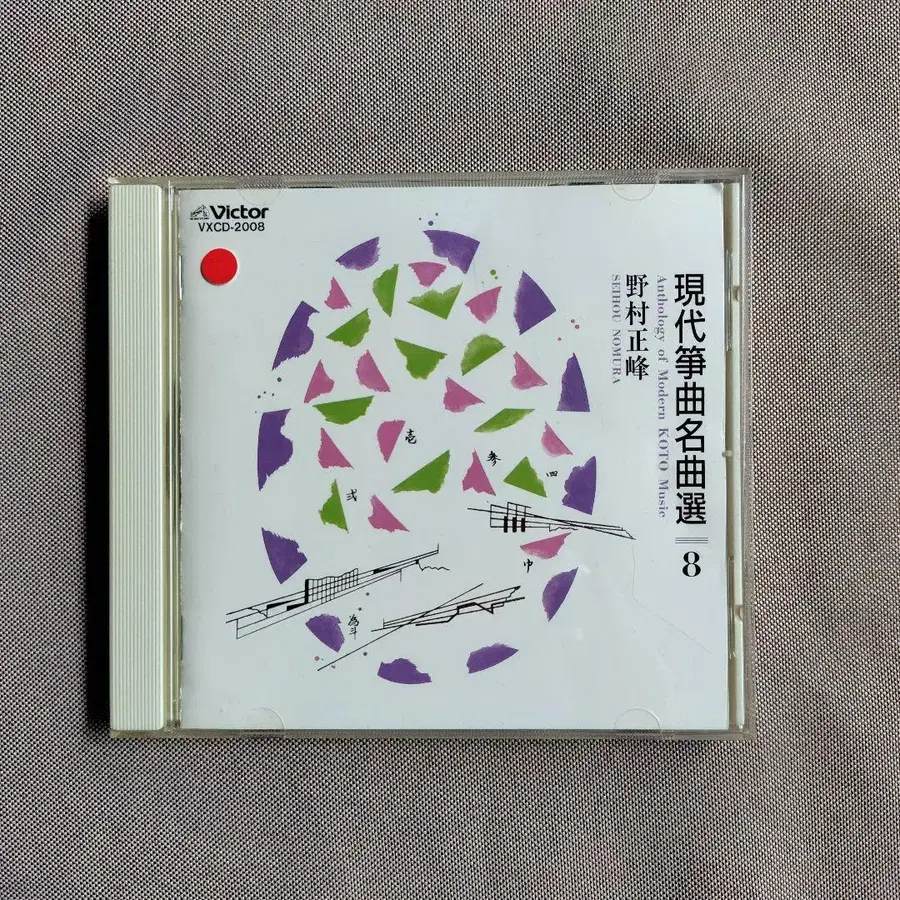 Victor
VXCD-2008
現代箏曲名曲選 8
Anthology of Modern KOTO Music
野村正峰
SEIHOU NOMURA
壱
参
四
弐
巾
為
斗